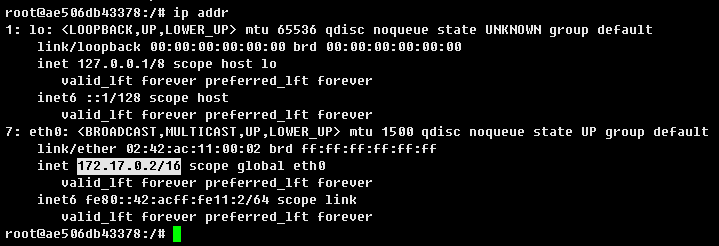 root@ae506db43378:/# ip addr
1: lo: <LOOPBACK,UP,LOWER_UP> mtu 65536 qdisc noqueue state UNKNOWN group default
    link/loopback 00:00:00:00:00:00 brd 00:00:00:00:00:00
    inet 127.0.0.1/8 scope host lo
       valid_lft forever preferred_lft forever
    inet6 ::1/128 scope host
       valid_lft forever preferred_lft forever
7: eth0: <BROADCAST,MULTICAST,UP,LOWER_UP> mtu 1500 qdisc noqueue state UP group default
    link/ether 02:42:ac:11:00:02 brd ff:ff:ff:ff:ff:ff
    inet 172.17.0.2/16 scope global eth0
       valid_lft forever preferred_lft forever
    inet6 fe80::42:acff:fe11:2/64 scope link
       valid_lft forever preferred_lft forever
root@ae506db43378:/#